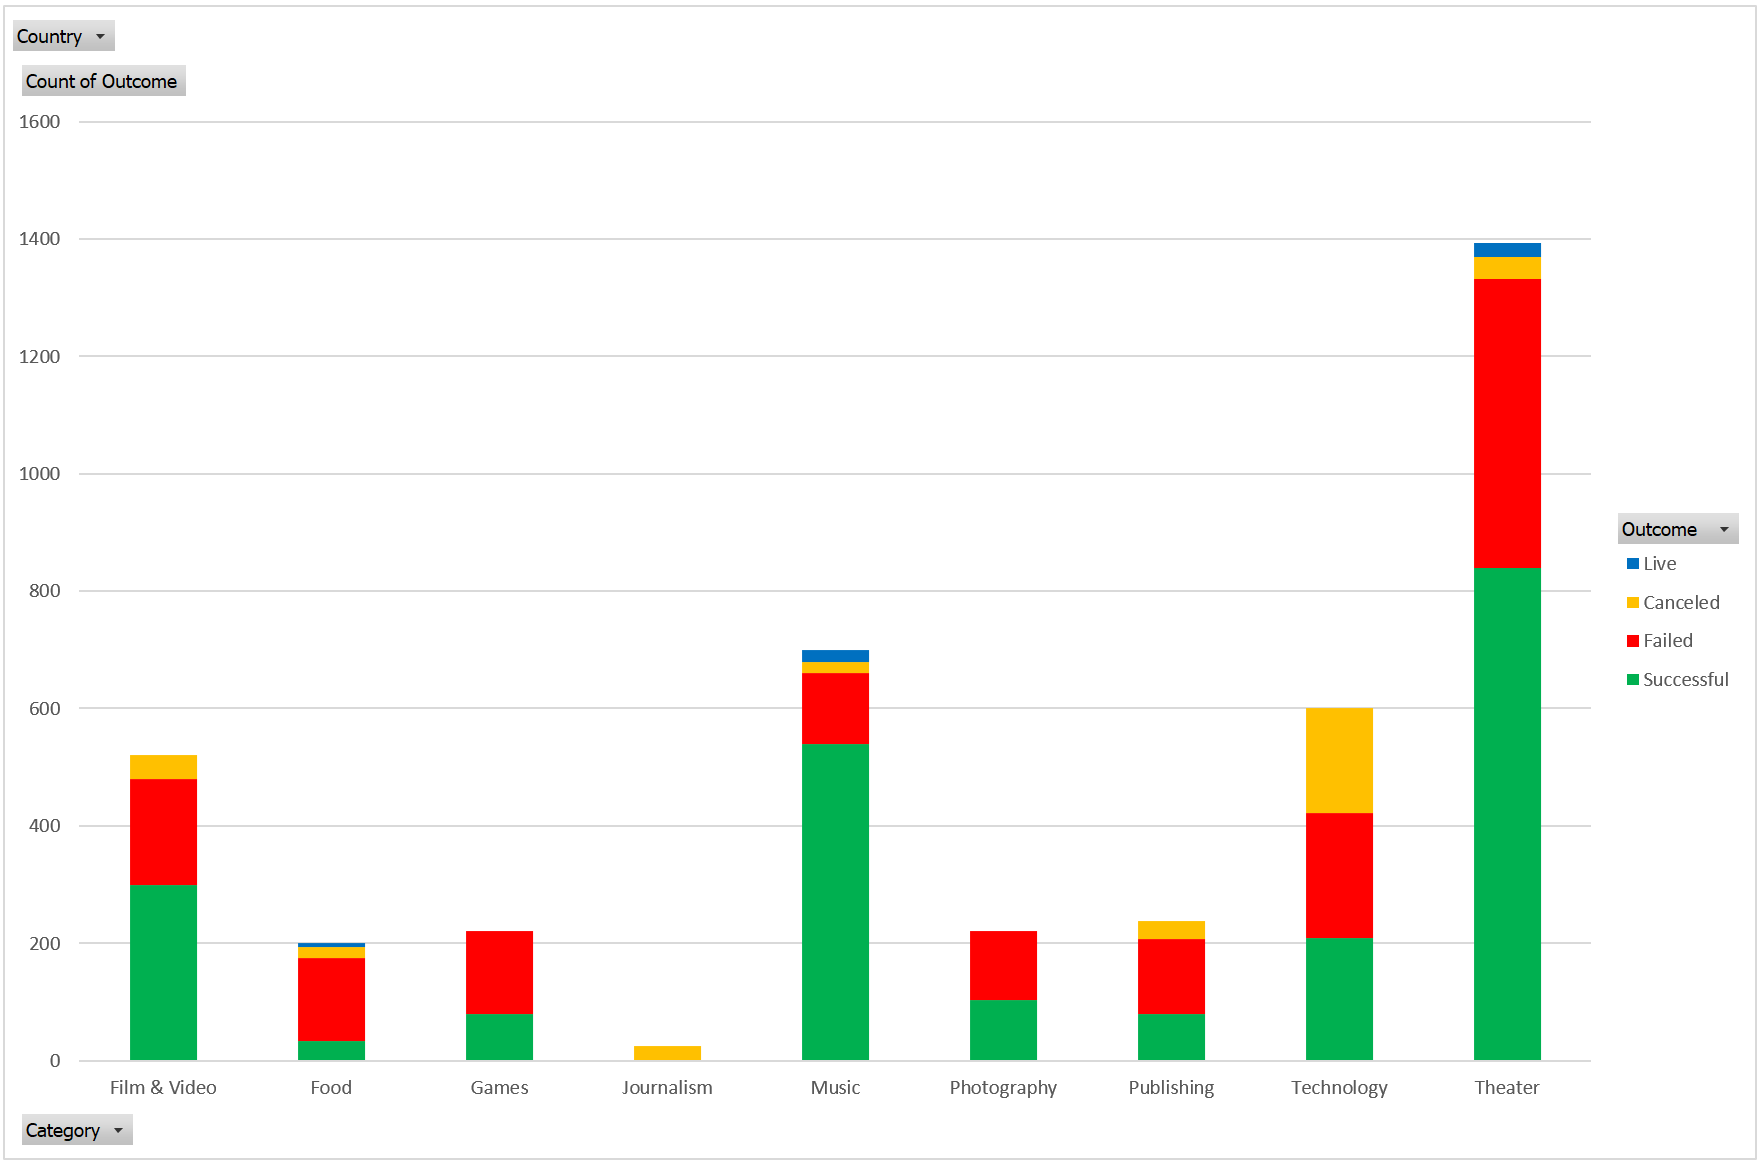 Country
Count of Outcome
1600
1400
1200
1000
800
600
400
200
0
Film & Video Food Games Journalism Music Photography Publishing Technology Theater
Category
Outcome
Live
Canceled
Failed
Successful